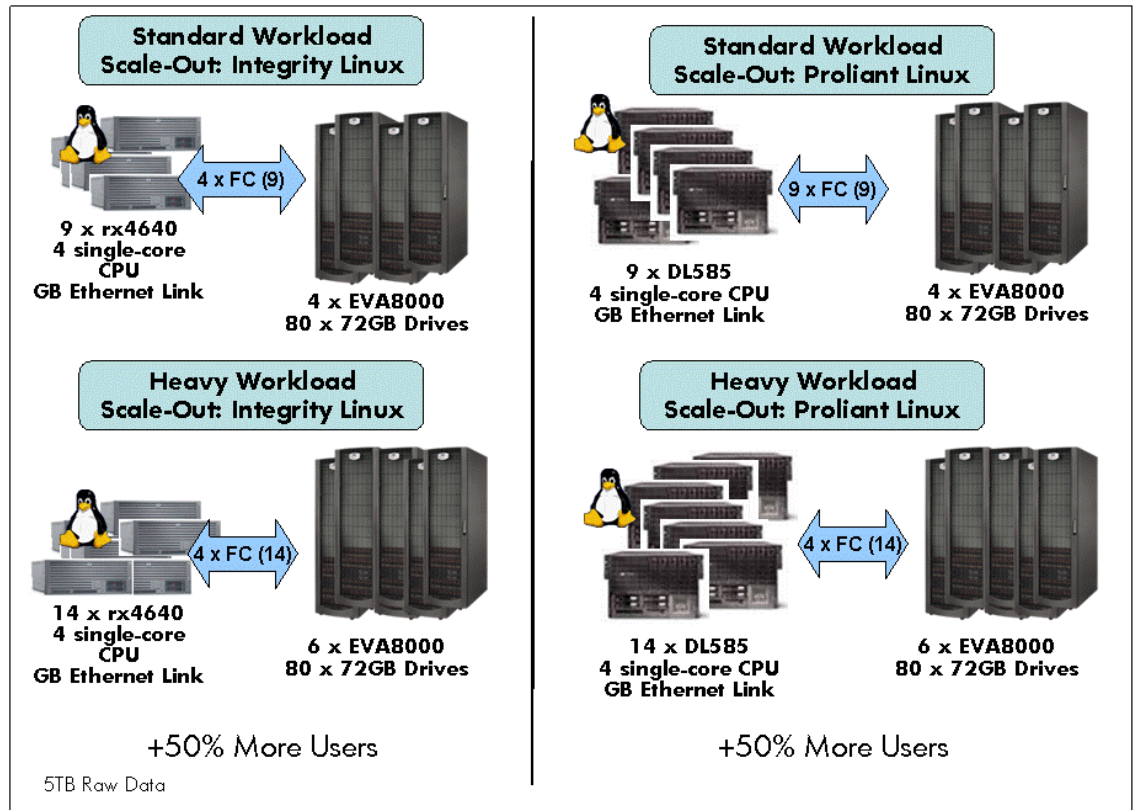 Standard Workload
Scale-Out: Integrity Linux
4 x FC (9)
9 x rx4640
4 single-core
CPU
GB Ethernet Link
4 x EVA8000
80 x 72GB Drives
Standard Workload
Scale-Out: Proliant Linux
9 x FC (9)
9 x DL585
4 single-core CPU
GB Ethernet Link
4 x EVA8000
80 x 72GB Drives
Heavy Workload
Scale-Out: Integrity Linux
4 x FC (14)
14 x rx4640
4 single-core
CPU
GB Ethernet Link
6 x EVA8000
80 x 72GB Drives
+50% More Users
5TB Raw Data
Heavy Workload
Scale-Out: Proliant Linux
4 x FC (14)
14 x DL585
4 single-core CPU
GB Ethernet Link
6 x EVA8000
80 x 72GB Drives
+50% More Users